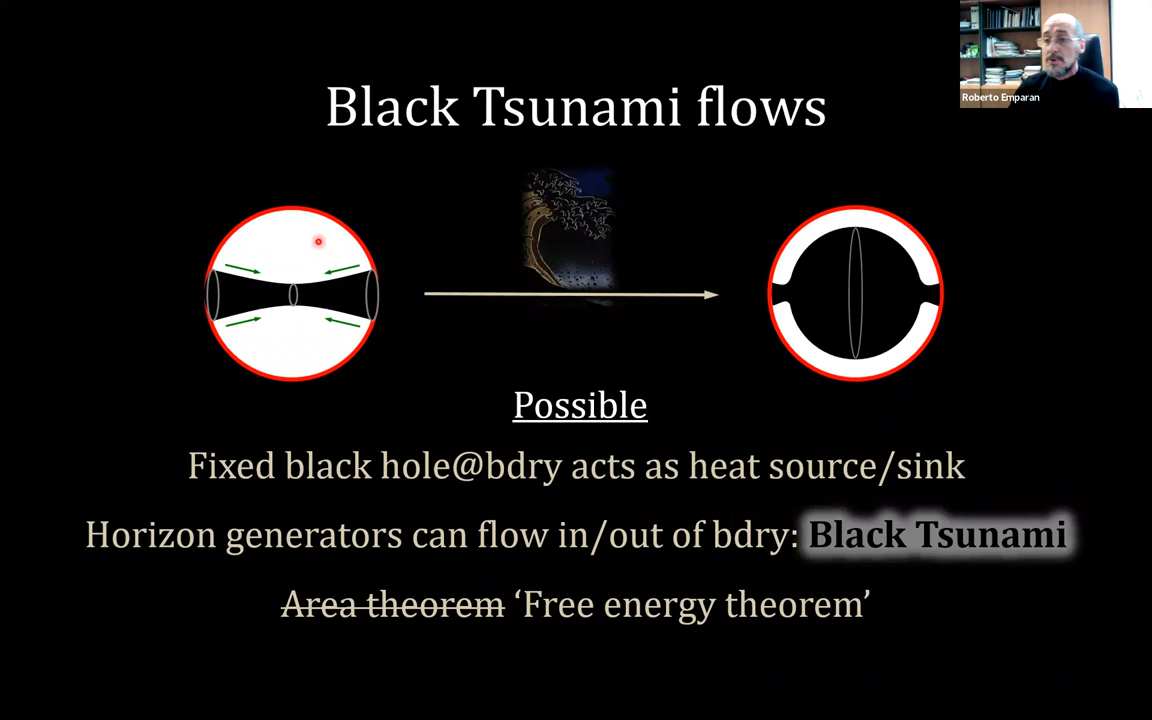 Roberto Emparan
Black Tsunami flows
Possible
Fixed black hole@bdry acts as heat source/sink
Horizon generators can flow in/out of bdry: Black Tsunami
Area theorem ‘Free energy theorem’